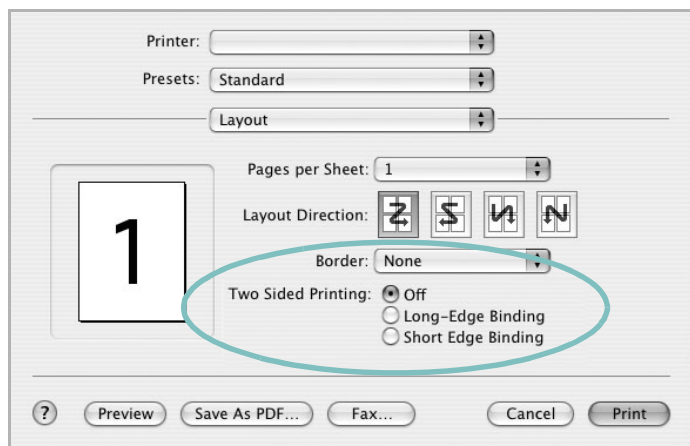 Printer:
Presets: Standard
Layout
Pages per Sheet: 1
1
Layout Direction:
Border: None
Two Sided Printing: Off
Long-Edge Binding
Short Edge Binding
? Preview Save As PDF... Fax... Cancel Print